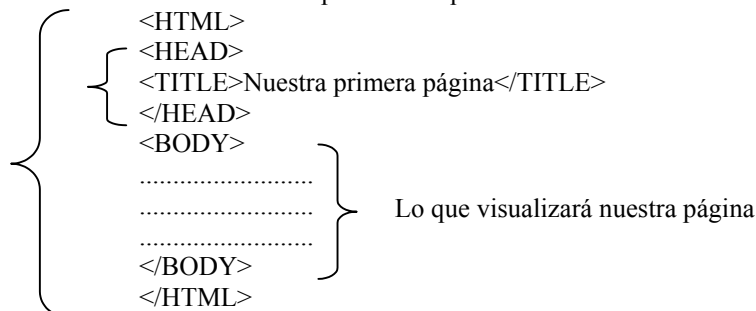 <HTML>
<HEAD>
<TITLE>Nuestra primera página</TITLE>
</HEAD>
<BODY>
..........................
.......................... Lo que visualizará nuestra página
..........................
</BODY>
</HTML>